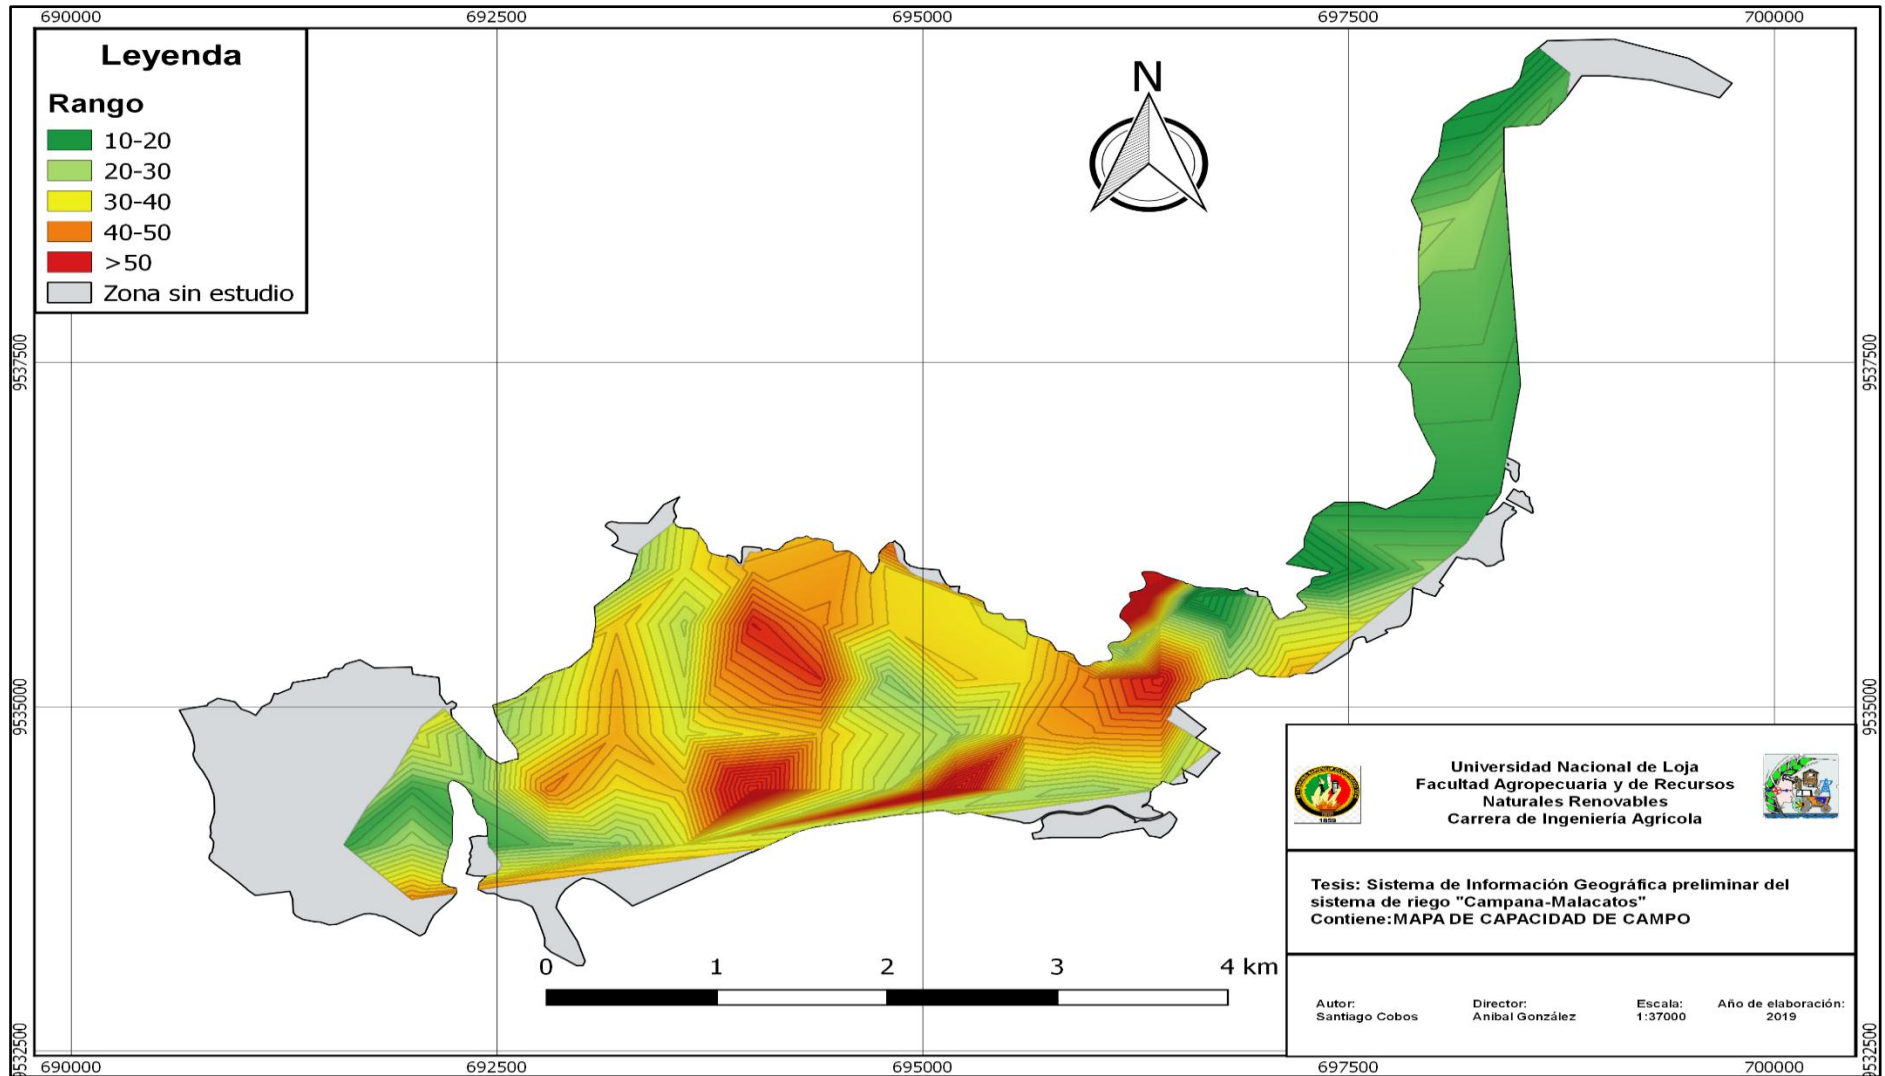 690000
692500
695000
697500
700000
Leyenda
Rango
10-20
20-30
30-40
40-50
>50
Zona sin estudio
N
9537500
9537500
9535000
9532500
9532500
Universidad Nacional de Loja
Facultad Agropecuaria y de Recursos
Naturales Renovables
Carrera de Ingeniería Agrícola
1859
Tesis: Sistema de Información Geográfica preliminar del
sistema de riego "Campana-Malacatos"
Contiene:MAPA DE CAPACIDAD DE CAMPO
0 1 2 3 4 km
Autor:
Santiago Cobos
Director:
Anibal González
Escala:
1:37000
Año de elaboración:
2019
690000
692500
695000
697500
700000